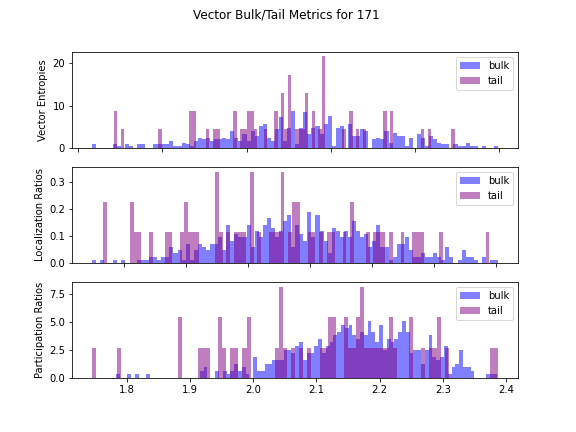 Vector Bulk/Tail Metrics for 171
Vector Entropies
20
10
0
bulk
tail
Localization Ratios
0.3
0.2
0.1
0.0
bulk
tail
Participation Ratios
7.5
5.0
2.5
0.0
bulk
tail
1.8 1.9 2.0 2.1 2.2 2.3 2.4